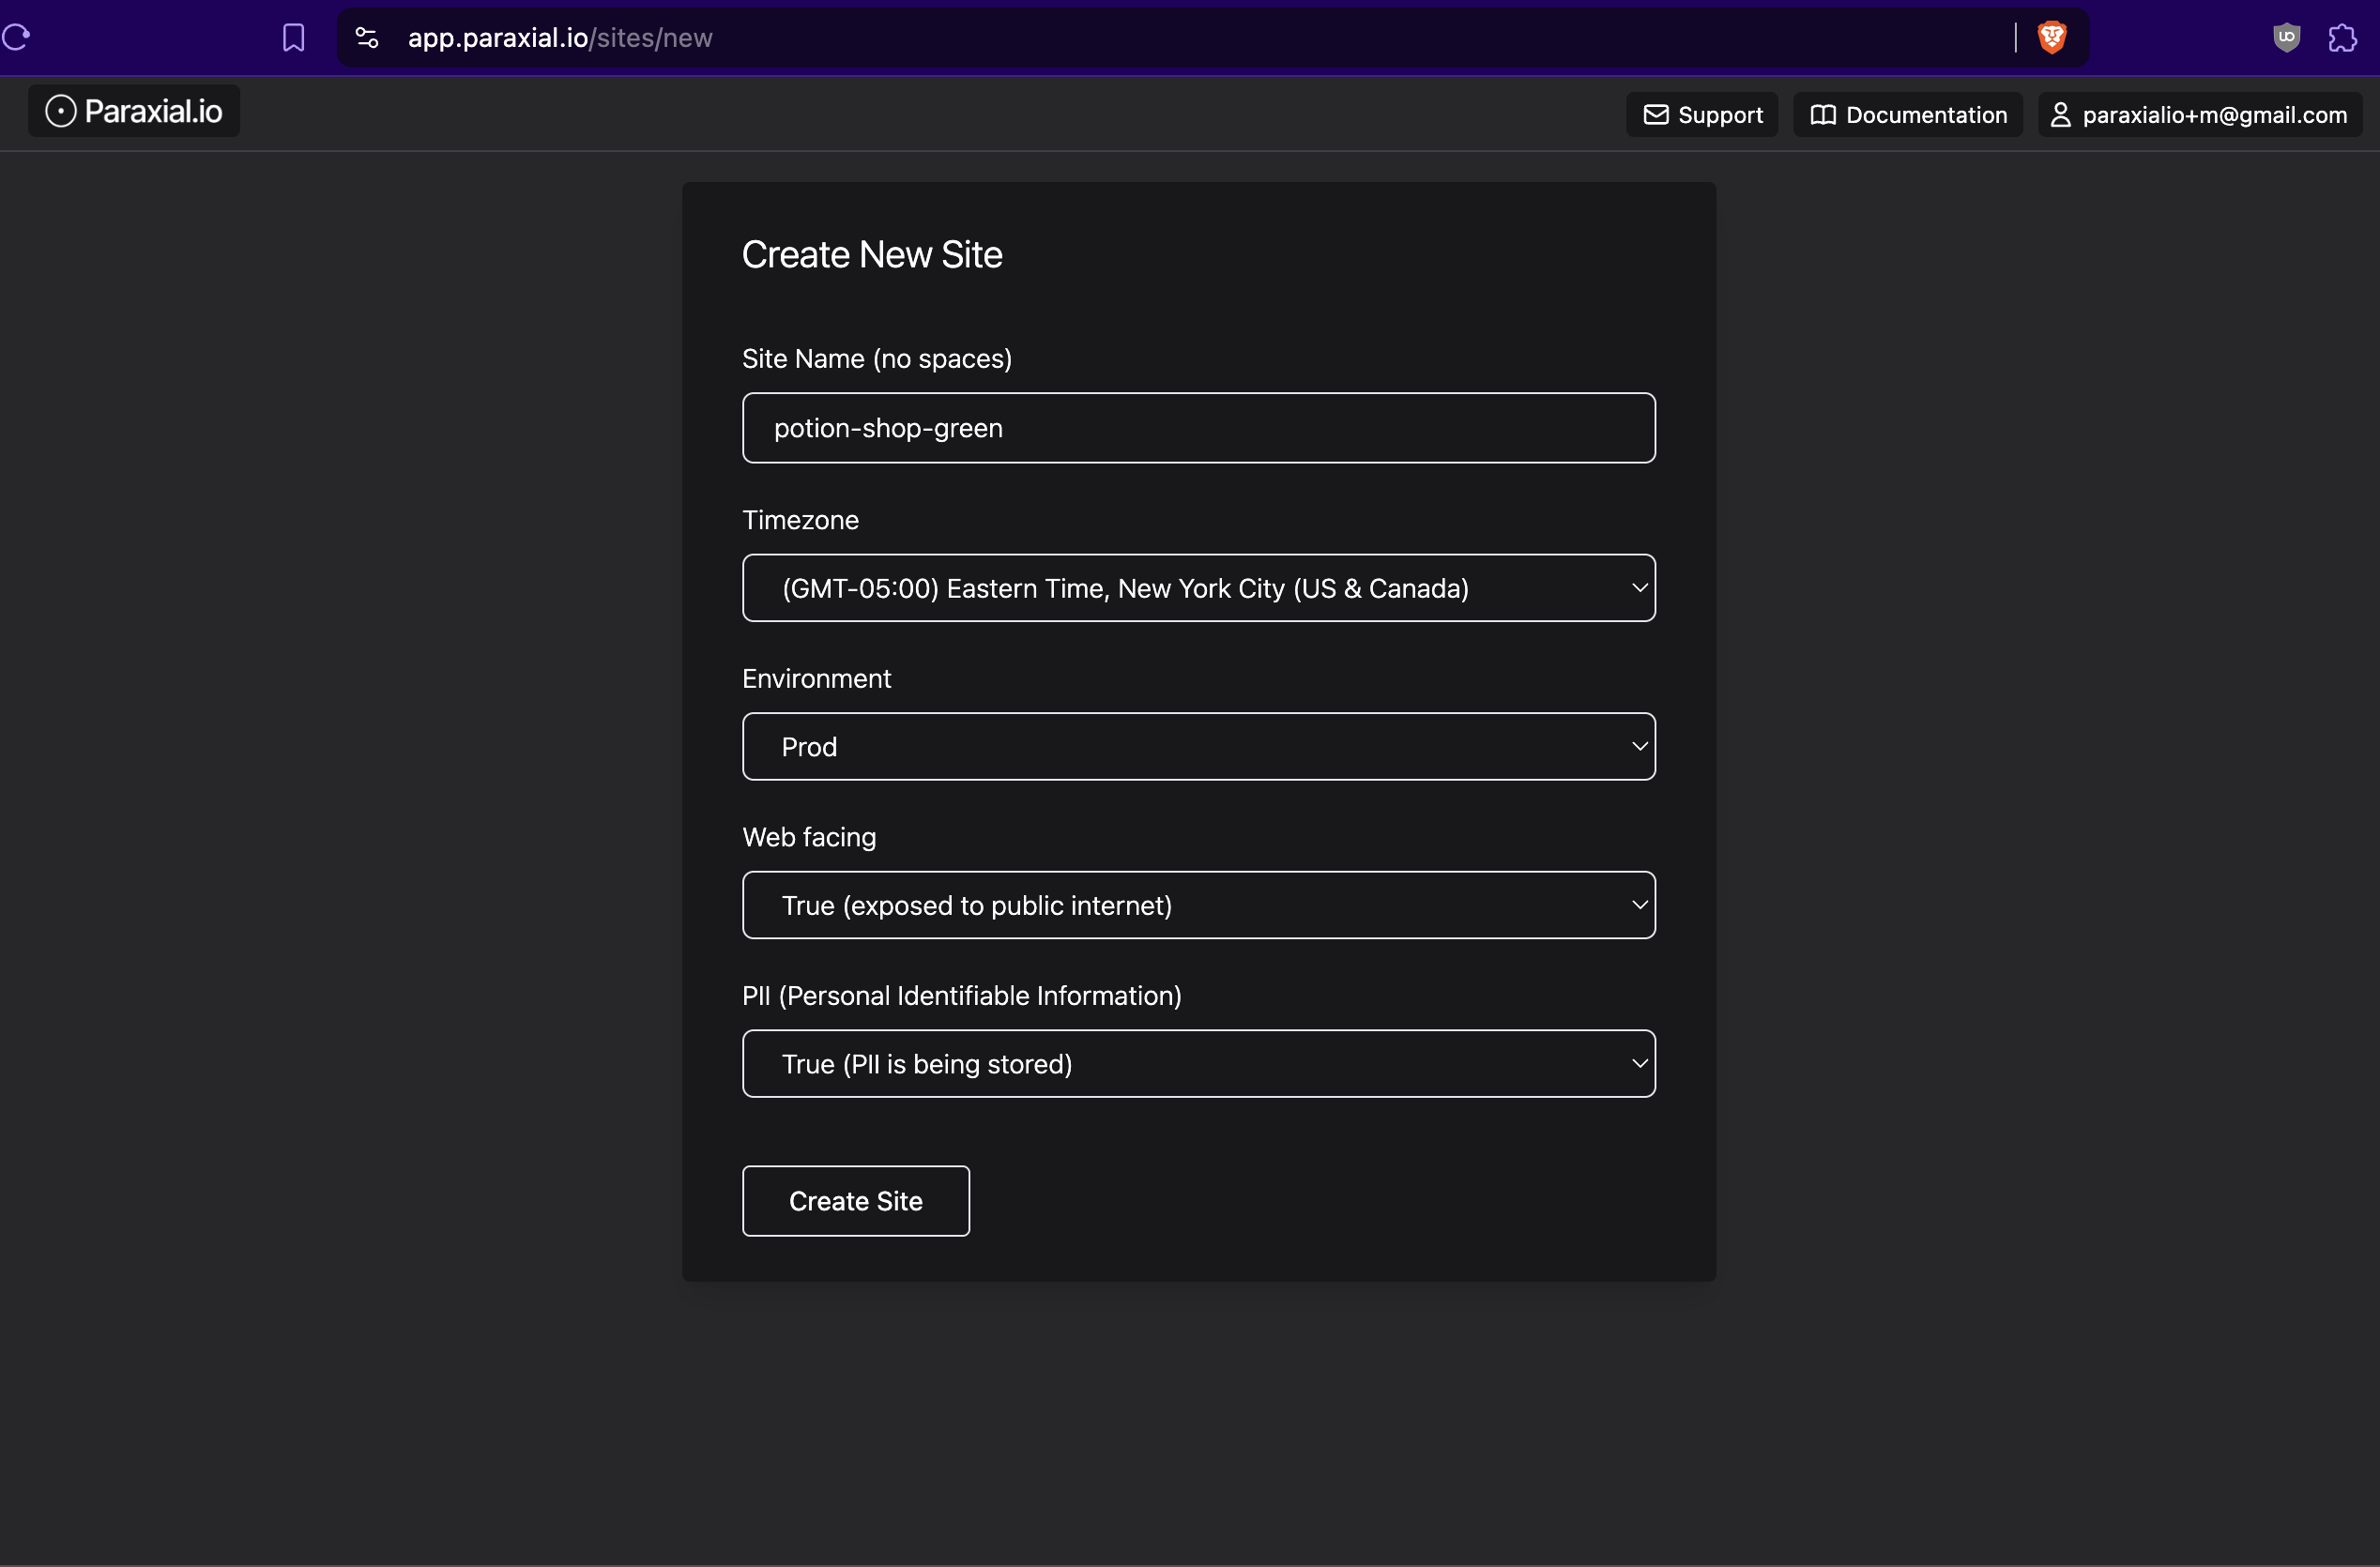 app.paraxial.io/sites/new
Paraxial.io
Support
Documentation
paraxialio+m@gmail.com
Create New Site
Site Name (no spaces)
potion-shop-green
Timezone
(GMT-05:00) Eastern Time, New York City (US & Canada)
Environment
Prod
Web facing
True (exposed to public internet)
PII (Personal Identifiable Information)
True (PII is being stored)
Create Site